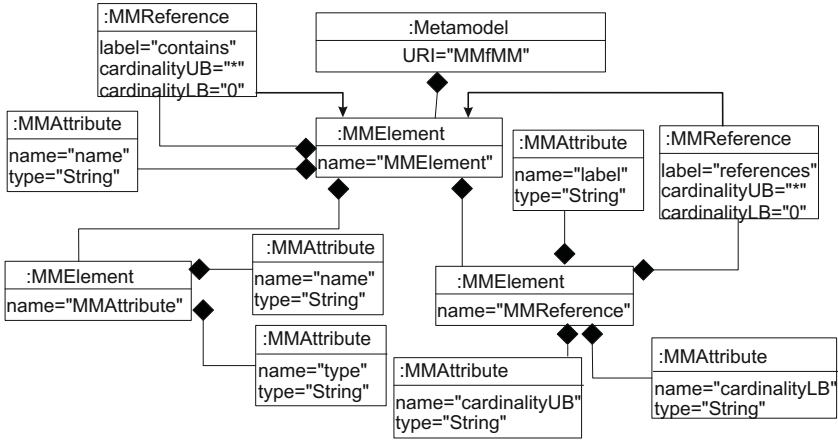 :MMReference
label="contains"
cardinalityUB="*"
cardinalityLB="0"
:Metamodel
URI="MMfMM"
:MMAttribute
name="name"
type="String"
:MMElement
name="MMElement"
:MMAttribute
name="label"
type="String"
:MMReference
label="references"
cardinalityUB="*"
cardinalityLB="0"
:MMElement
name="MMAttribute"
:MMAttribute
name="name"
type="String"
:MMElement
name="MMReference"
:MMAttribute
name="type"
type="String"
:MMAttribute
name="cardinalityUB"
type="String"
:MMAttribute
name="cardinalityLB"
type="String"